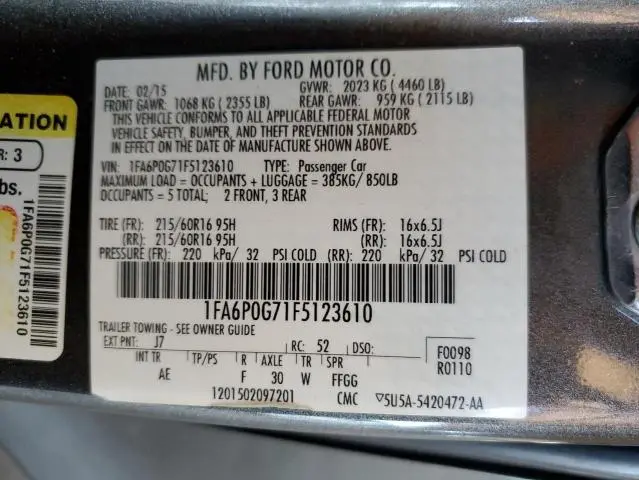 MFD. BY FORD MOTOR CO.
DATE: 02/15 GVWR: 2023 KG ( 4460 LB)
FRONT GAWR: 1068 KG ( 2355 LB) REAR GAWR: 959 KG ( 2115 LB)
THIS VEHICLE CONFORMS TO ALL APPLICABLE FEDERAL MOTOR
VEHICLE SAFETY, BUMPER, AND THEFT PREVENTION STANDARDS
IN EFFECT ON THE DATE OF MANUFACTURE SHOWN ABOVE.
VIN: 1FA6P0G71F5123610 TYPE: Passenger Car
MAXIMUM LOAD = OCCUPANTS + LUGGAGE = 385KG/ 850LB
OCCUPANTS = 5 TOTAL; 2 FRONT, 3 REAR
TIRE (FR): 215/60R16 95H RIMS (FR): 16x6.5J
(RR): 215/60R16 95H (RR): 16x6.5J
PRESSURE (FR): 220 kPa/ 32 PSI COLD (RR): 220 kPa/ 32 PSI COLD
1FA6P0G71F5123610
TRAILER TOWING - SEE OWNER GUIDE
EXT PNT: J7 RC: 52 DSO: F0098
INT TR TP/PS R AXLE TR SPR R0110
AE F 30 W FFGG
1201502097201 CMC ▽5U5A-5420472-AA
ATION
R: 3
bs.
1FA6P0G71F5123610